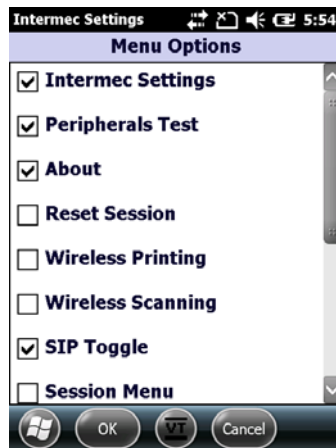 Intermec Settings 5:54
Menu Options
Intermec Settings
Peripherals Test
About
Reset Session
Wireless Printing
Wireless Scanning
SIP Toggle
Session Menu
OK VT Cancel